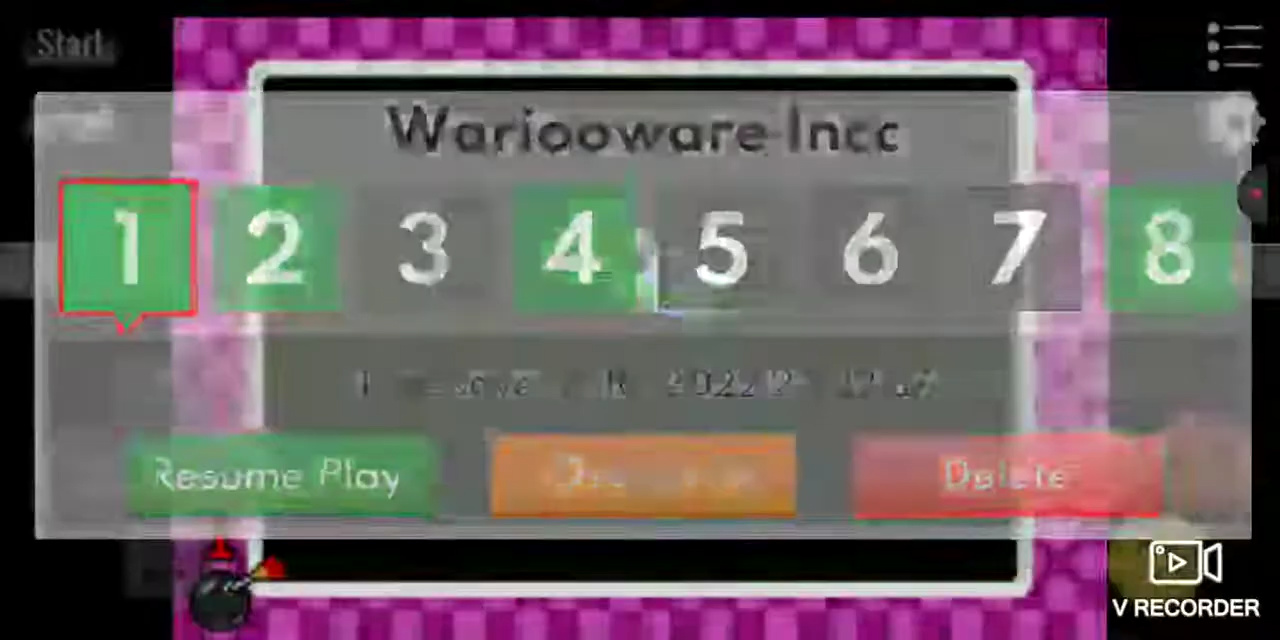 Start
Wariooware Incc
1 2 3 4 5 6 7 8
Resume Play
Delete
V RECORDER